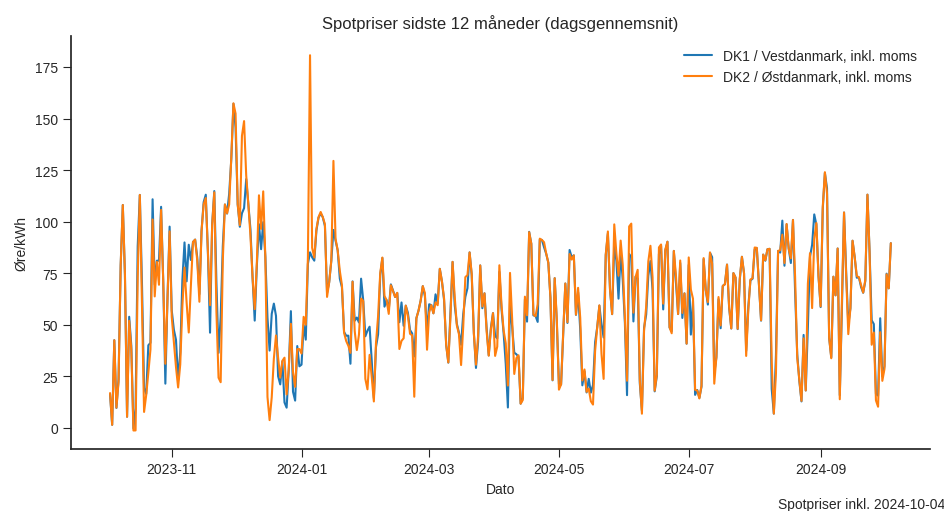 Spotpriser sidste 12 måneder (dagsgennemsnit)
DK1 / Vestdanmark, inkl. moms
DK2 / Østdanmark, inkl. moms
Øre/kWh
175
150
125
100
75
50
25
0
2023-11
2024-01
2024-03
2024-05
2024-07
2024-09
Dato
Spotpriser inkl. 2024-10-04